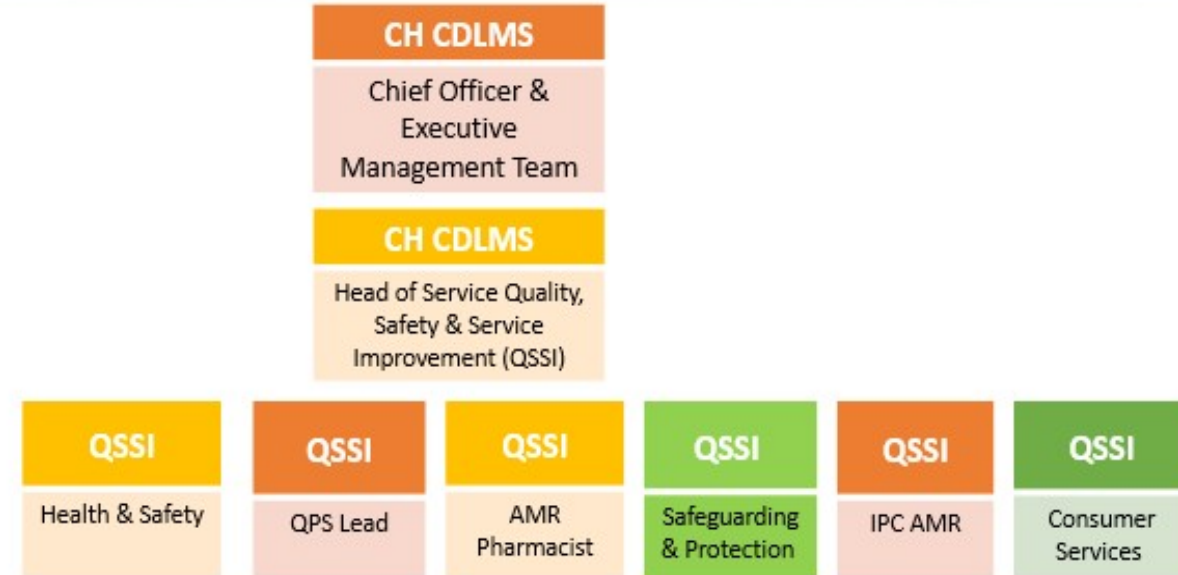 CH CDLMS
Chief Officer &
Executive
Management Team
CH CDLMS
Head of Service Quality,
Safety & Service
Improvement (QSSI)
QSSI
Health & Safety
QSSI
QPS Lead
QSSI
AMR
Pharmacist
QSSI
Safeguarding
& Protection
QSSI
IPC AMR
QSSI
Consumer
Services